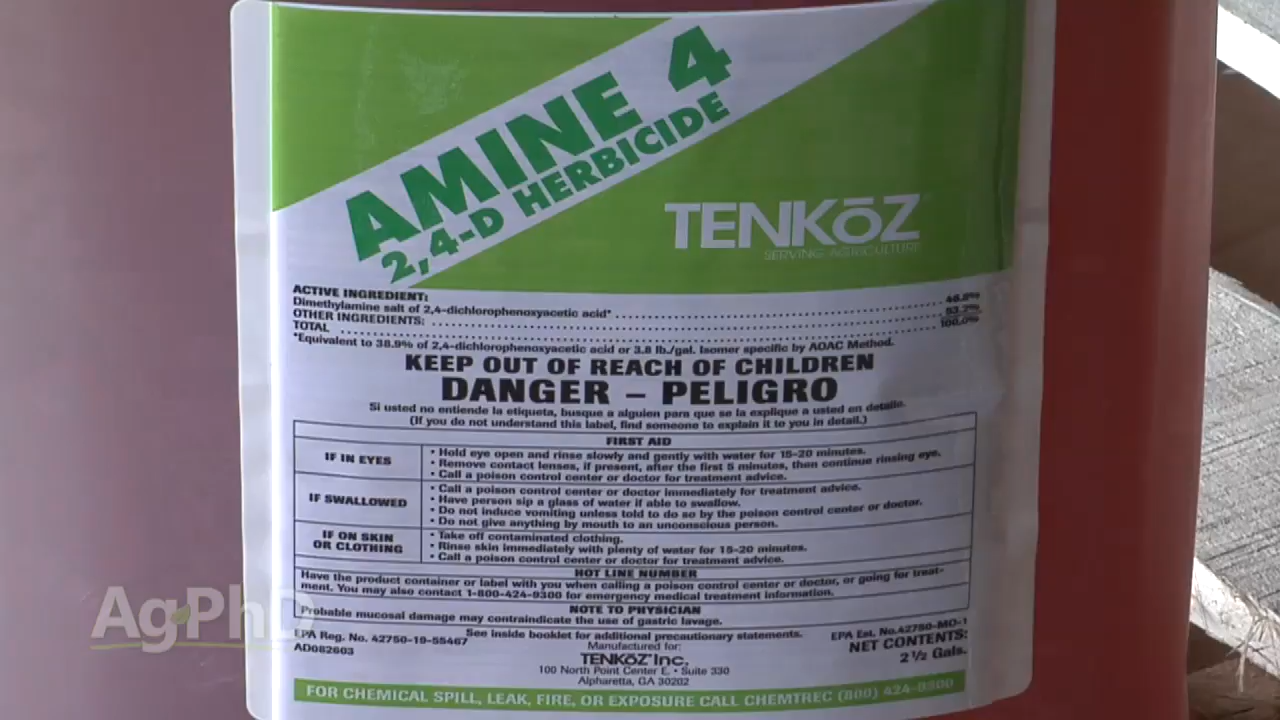 AMINE 4
2,4-D HERBICIDE
TENKōZ
SERVING AGRICULTURE
ACTIVE INGREDIENT:
Dimethylamine salt of 2,4-dichlorophenoxyacetic acid* 46.8%
OTHER INGREDIENTS: 53.2%
TOTAL 100.0%
*Equivalent to 38.9% of 2,4-dichlorophenoxyacetic acid or 3.8 lb./gal. Isomer specific by AOAC Method.
KEEP OUT OF REACH OF CHILDREN
DANGER – PELIGRO
Si usted no entiende la etiqueta, busque a alguien para que se la explique a usted en detalle.
(If you do not understand this label, find someone to explain it to you in detail.)
FIRST AID
IF IN EYES
• Hold eye open and rinse slowly and gently with water for 15-20 minutes.
• Remove contact lenses, if present, after the first 5 minutes, then continue rinsing eye.
• Call a poison control center or doctor for treatment advice.
IF SWALLOWED
• Call a poison control center or doctor immediately for treatment advice.
• Have person sip a glass of water if able to swallow.
• Do not induce vomiting unless told to do so by the poison control center or doctor.
• Do not give anything by mouth to an unconscious person.
IF ON SKIN
OR CLOTHING
• Take off contaminated clothing.
• Rinse skin immediately with plenty of water for 15-20 minutes.
• Call a poison control center or doctor for treatment advice.
HOT LINE NUMBER
Have the product container or label with you when calling a poison control center or doctor, or going for treat-
ment. You may also contact 1-800-424-9300 for emergency medical treatment information.
NOTE TO PHYSICIAN
Probable mucosal damage may contraindicate the use of gastric lavage.
See inside booklet for additional precautionary statements.
EPA Reg. No. 42750-19-55467
AD082603
Manufactured for:
TENKōZ Inc.
100 North Point Center E. • Suite 330
Alpharetta, GA 30202
EPA Est. No.42750-MO-1
NET CONTENTS:
2 ½ Gals.
FOR CHEMICAL SPILL, LEAK, FIRE, OR EXPOSURE CALL CHEMTREC (800) 424-9300
AgPhD